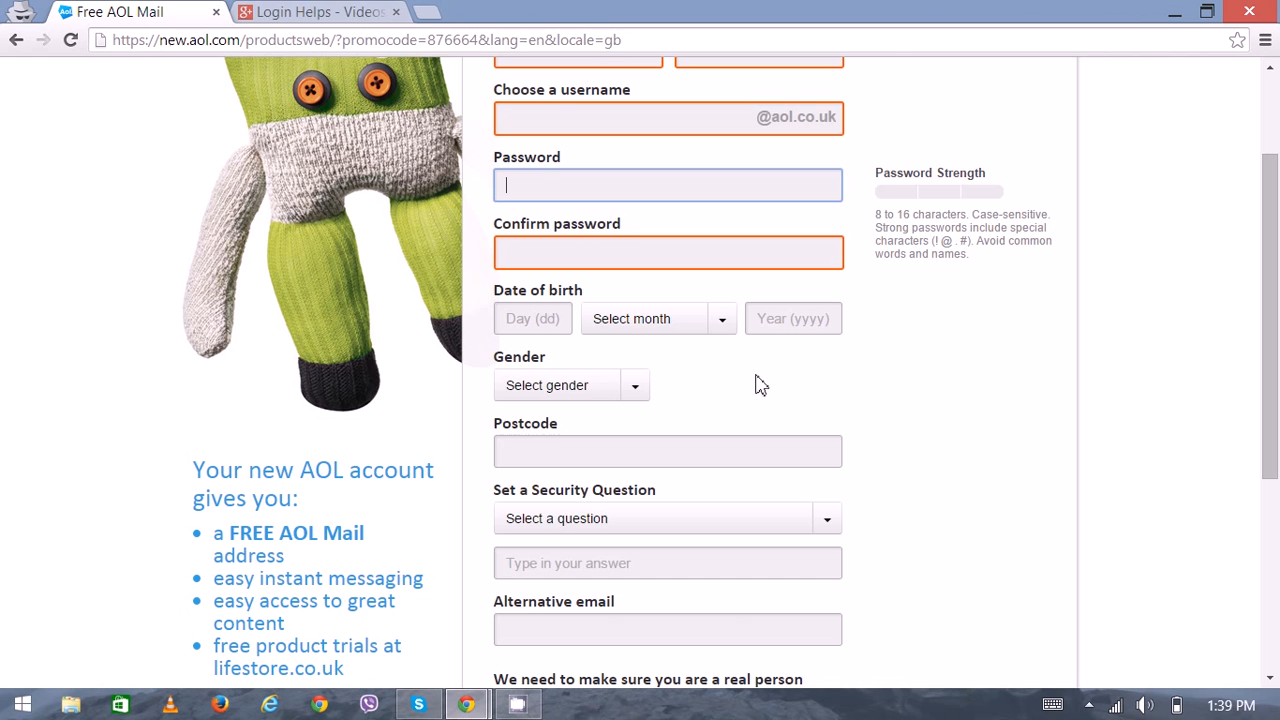 Free AOL Mail
Login Helps - Videos
https://new.aol.com/productsweb/?promocode=876664&lang=en&locale=gb
Choose a username
@aol.co.uk
Password
Password Strength
8 to 16 characters. Case-sensitive.
Strong passwords include special
characters (! @ . #). Avoid common
words and names.
Confirm password
Date of birth
Day (dd)
Select month
Year (yyyy)
Gender
Select gender
Postcode
Set a Security Question
Select a question
Type in your answer
Alternative email
We need to make sure you are a real person
Your new AOL account
gives you:
a FREE AOL Mail
address
easy instant messaging
easy access to great
content
free product trials at
lifestore.co.uk
1:39 PM